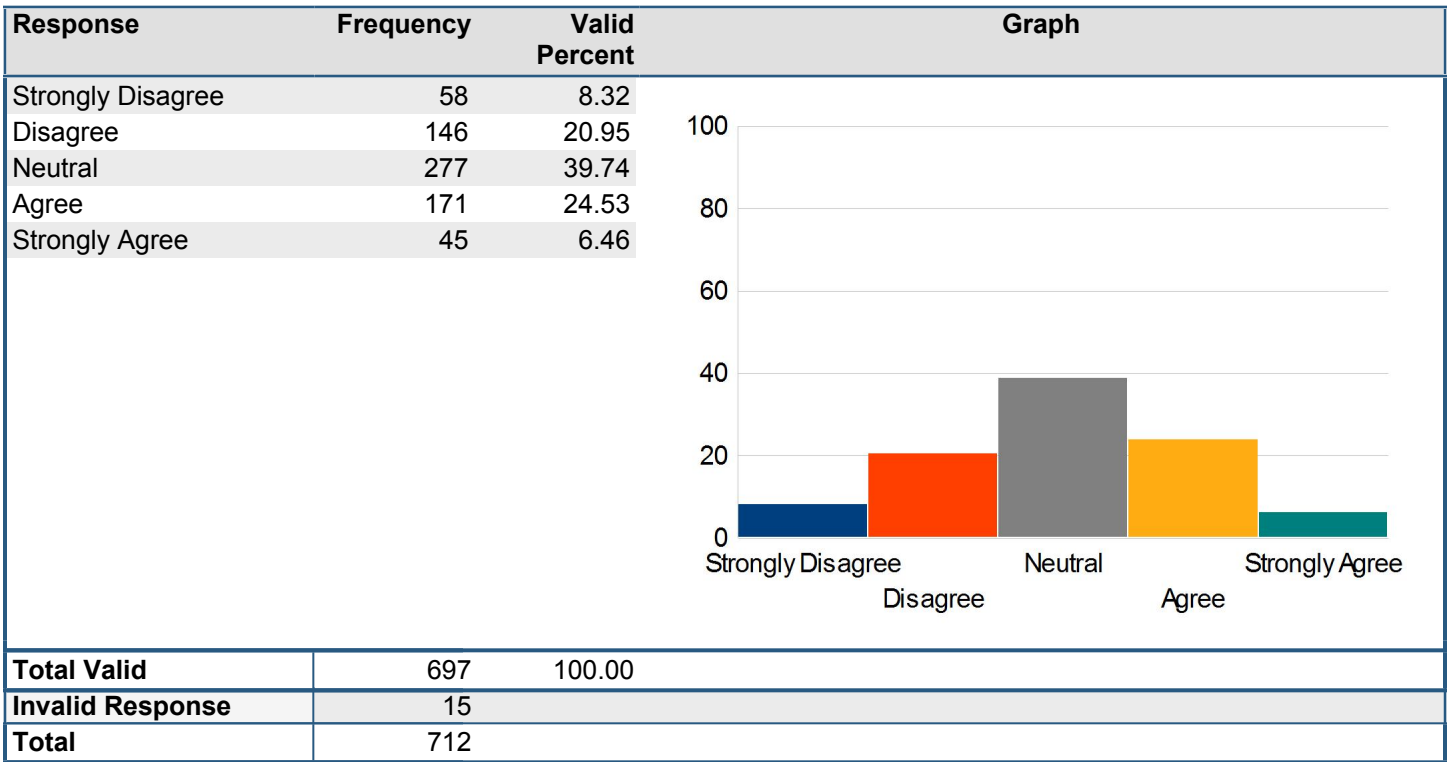 Response Frequency Valid Percent Graph
Strongly Disagree 58 8.32
Disagree 146 20.95
Neutral 277 39.74
Agree 171 24.53
Strongly Agree 45 6.46
100
80
60
40
20
0
Strongly Disagree Neutral Strongly Agree
Disagree Agree
Total Valid 697 100.00
Invalid Response 15
Total 712